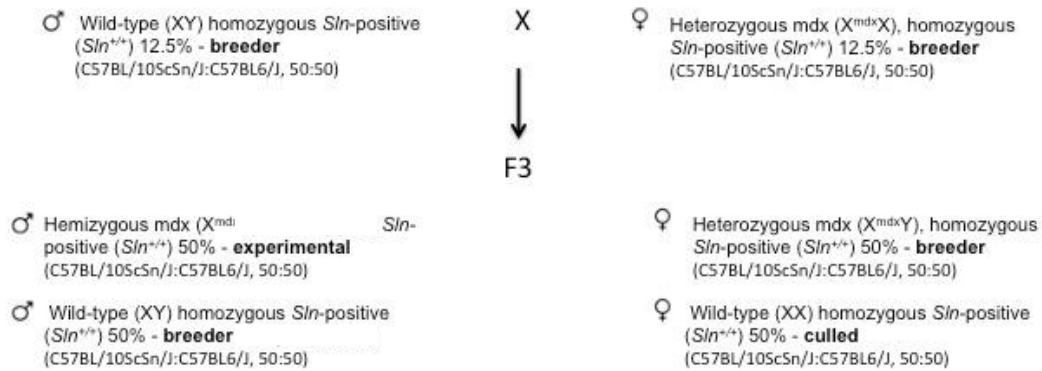 ♂ Wild-type (XY) homozygous Sln-positive
(Sln+/+) 12.5% - breeder
(C57BL/10ScSn/J:C57BL6/J, 50:50)
X
♀ Heterozygous mdx (XmdxX), homozygous
Sln-positive (Sln+/+) 12.5% - breeder
(C57BL/10ScSn/J:C57BL6/J, 50:50)
F3
♂ Hemizygous mdx (Xmd Sln-
positive (Sln+/+) 50% - experimental
(C57BL/10ScSn/J:C57BL6/J, 50:50)
♀ Heterozygous mdx (XmdxY), homozygous
Sln-positive (Sln+/+) 50% - breeder
(C57BL/10ScSn/J:C57BL6/J, 50:50)
♂ Wild-type (XY) homozygous Sln-positive
(Sln+/+) 50% - breeder
(C57BL/10ScSn/J:C57BL6/J, 50:50)
♀ Wild-type (XX) homozygous Sln-positive
(Sln+/+) 50% - culled
(C57BL/10ScSn/J:C57BL6/J, 50:50)